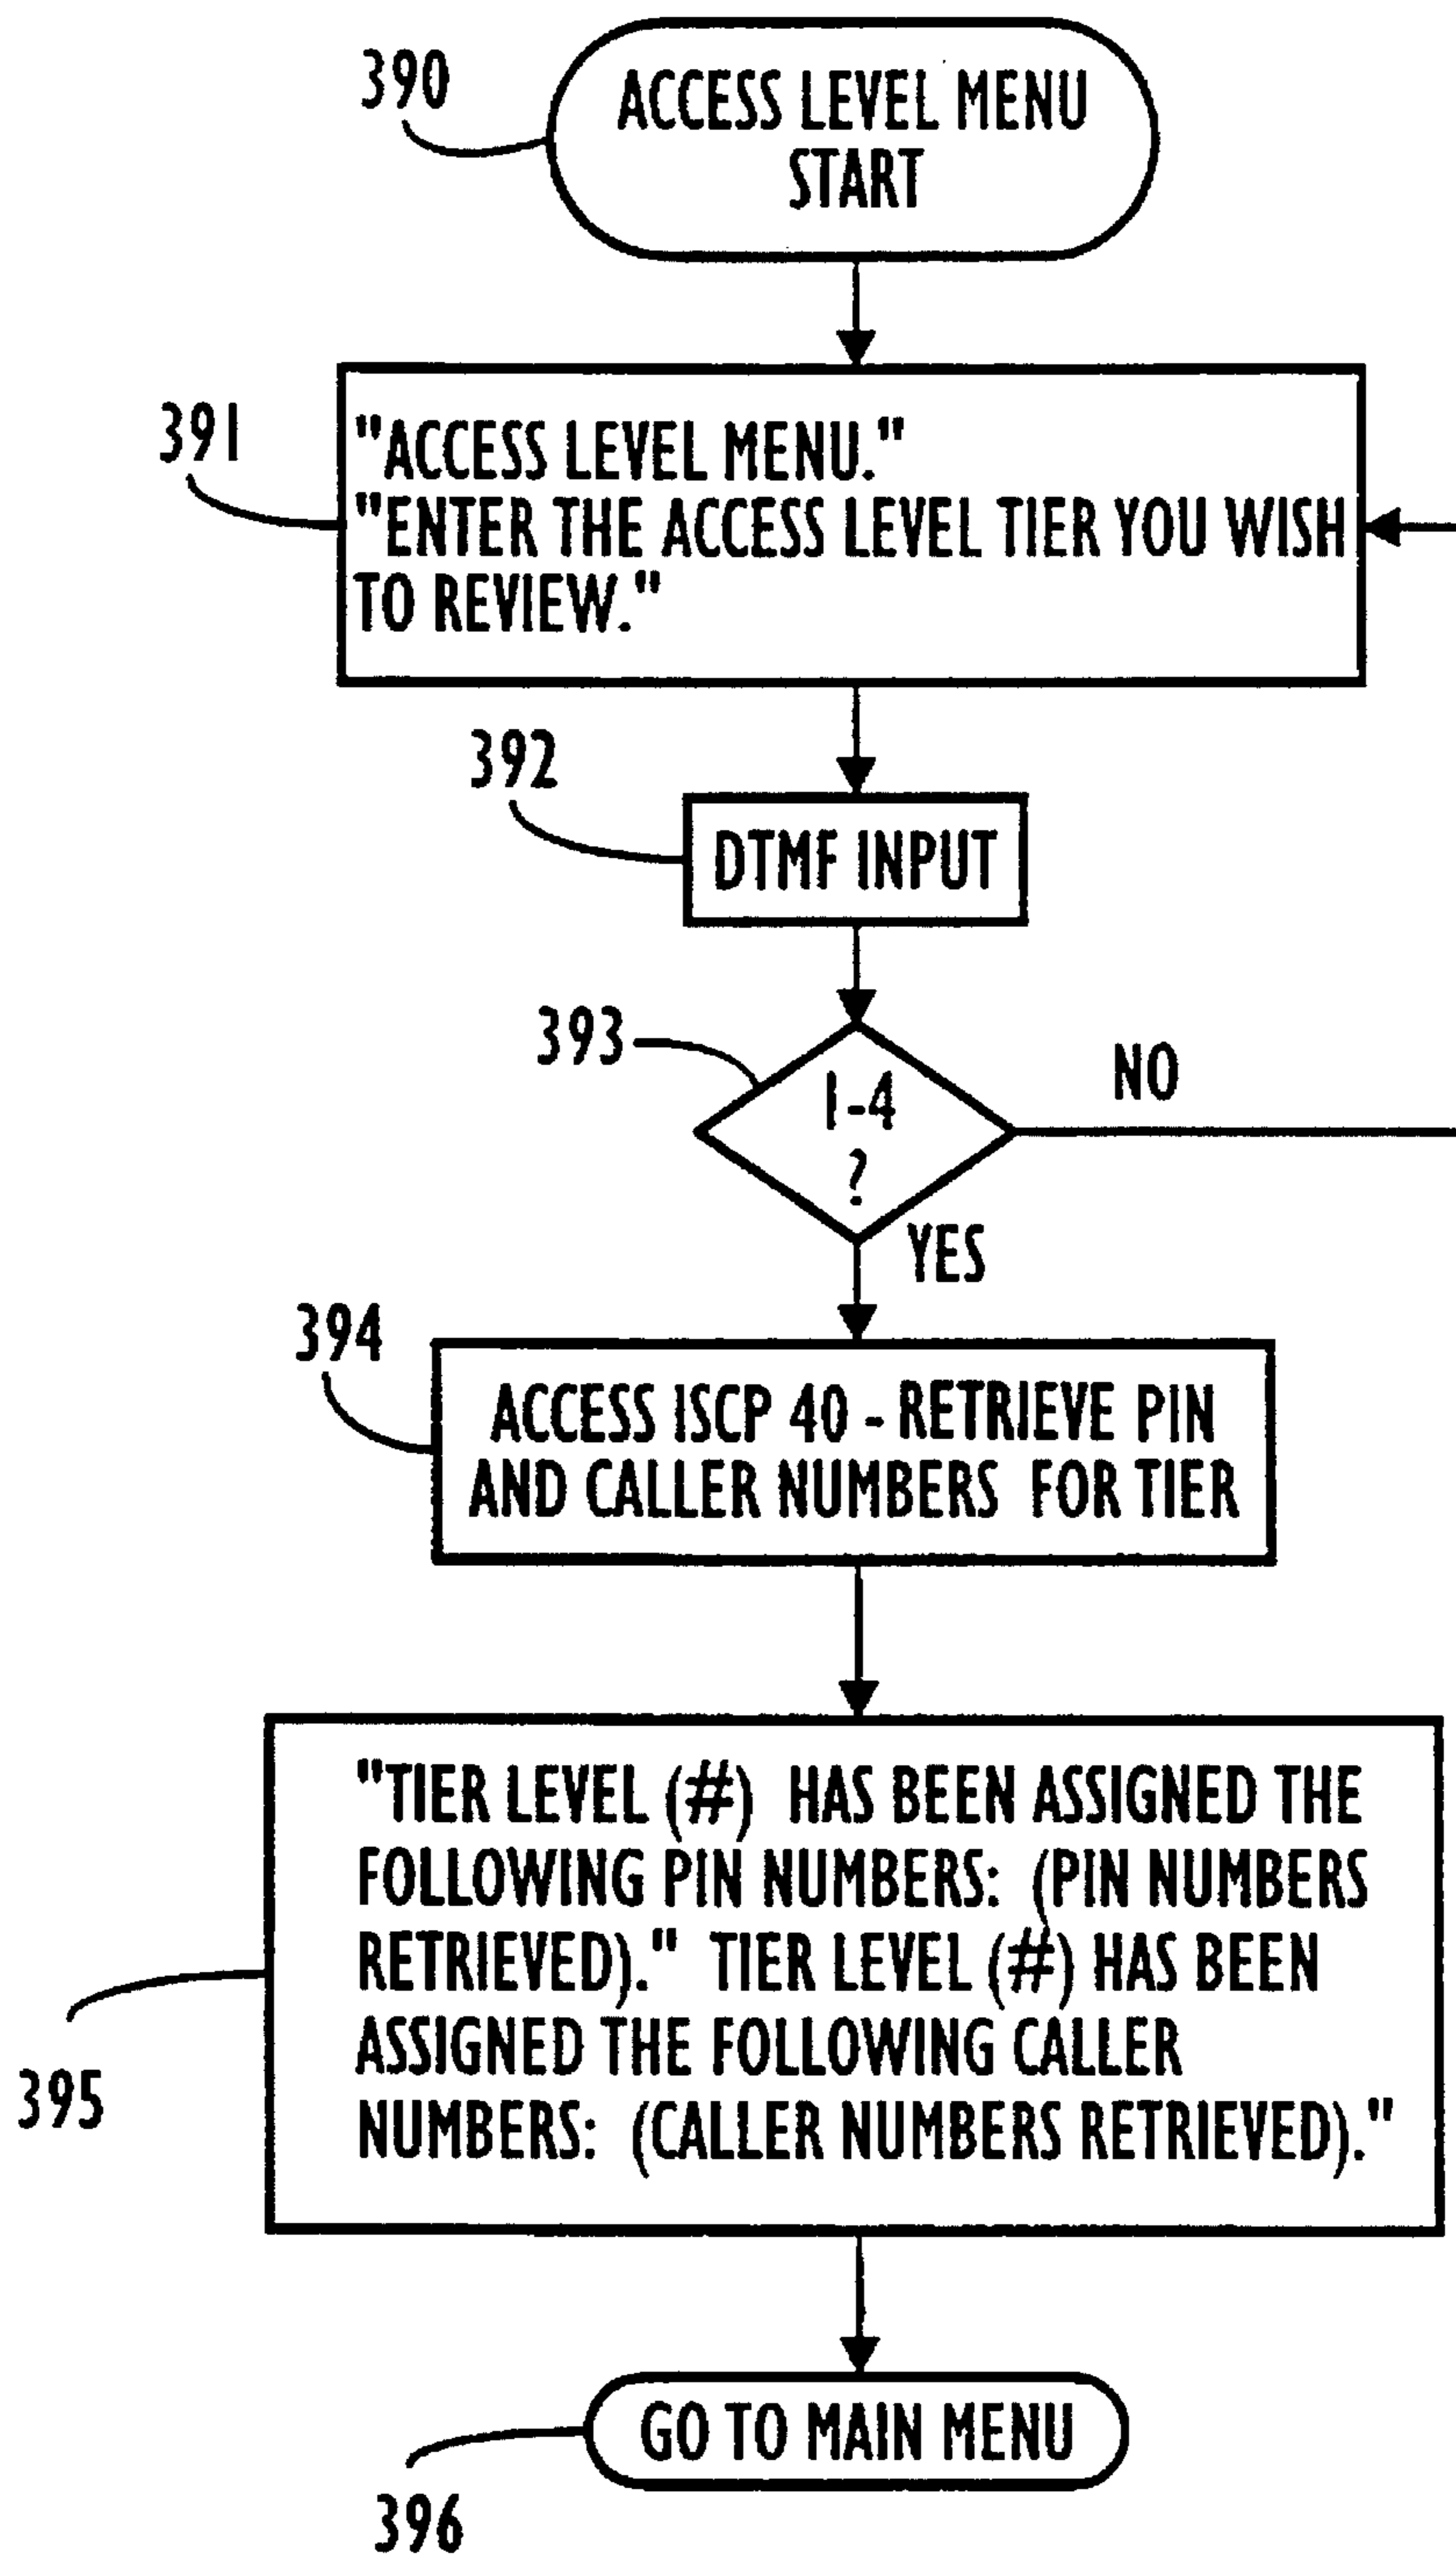 390
ACCESS LEVEL MENU
START
391
"ACCESS LEVEL MENU."
"ENTER THE ACCESS LEVEL TIER YOU WISH
TO REVIEW."
392
DTMF INPUT
393
1-4
?
NO
YES
394
ACCESS ISCP 40 - RETRIEVE PIN
AND CALLER NUMBERS FOR TIER
"TIER LEVEL (#) HAS BEEN ASSIGNED THE
FOLLOWING PIN NUMBERS: (PIN NUMBERS
RETRIEVED)." TIER LEVEL (#) HAS BEEN
ASSIGNED THE FOLLOWING CALLER
NUMBERS: (CALLER NUMBERS RETRIEVED)."
395
GO TO MAIN MENU
396